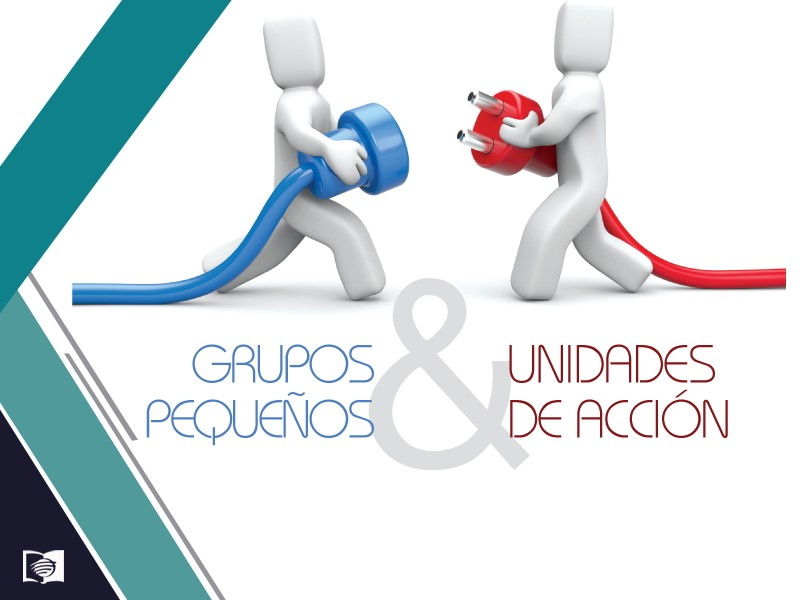 GRUPOS
PEQUEÑOS
&
UNIDADES
DE ACCIÓN